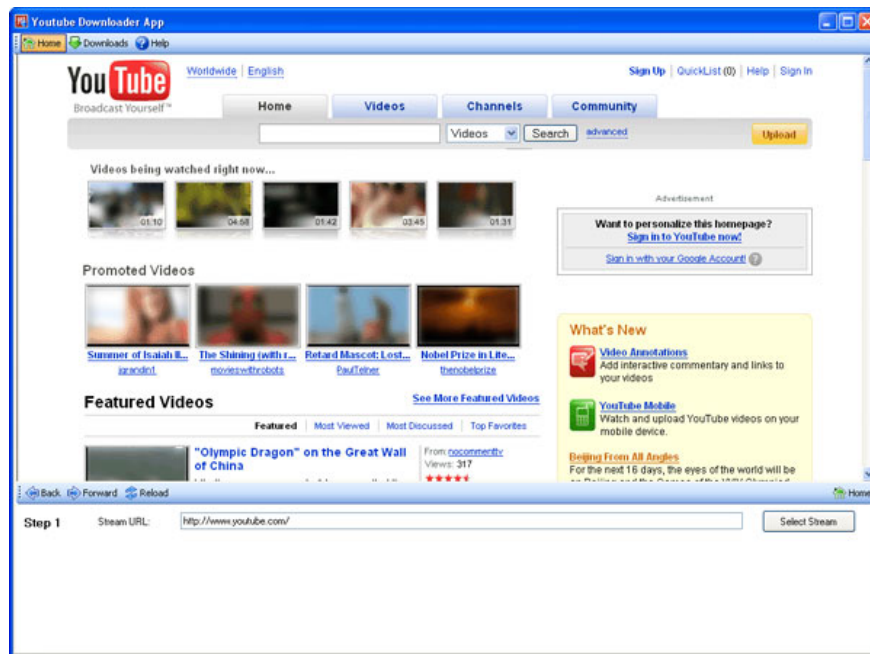 Youtube Downloader App
Home Downloads Help
You Tube Worldwide English Sign Up QuickList (0) Help Sign In
Broadcast Yourself™ Home Videos Channels Community
Videos Search advanced Upload
Videos being watched right now...
01:10 04:58 01:42 03:45 01:31
Advertisement
Want to personalize this homepage?
Sign in to YouTube now!
Sign in with your Google Account!
Promoted Videos
Summer of Isaiah II... The Shining (with r... Retard Mascot: Lost... Nobel Prize in Lite...
jgrandin1 movieswithrobots PaulTelner thenobelprize
What's New
Video Annotations
Add interactive commentary and links to
your videos
YouTube Mobile
Watch and upload YouTube videos on your
mobile device.
Beijing From All Angles
For the next 16 days, the eyes of the world will be
Featured Videos See More Featured Videos
Featured Most Viewed Most Discussed Top Favorites
"Olympic Dragon" on the Great Wall
of China
From: nocommenttv
Views: 317
Back Forward Reload Home
Step 1 Stream URL: http://www.youtube.com/ Select Stream